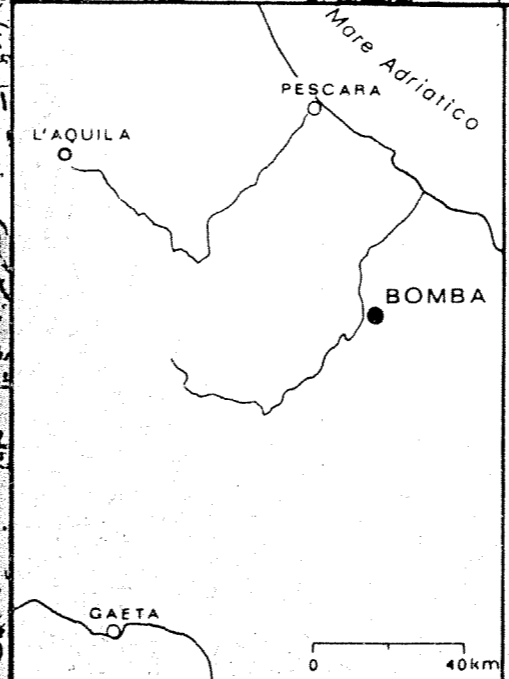 Mare Adriatico
PESCARA
L'AQUILA
BOMBA
GAETA
0 40km